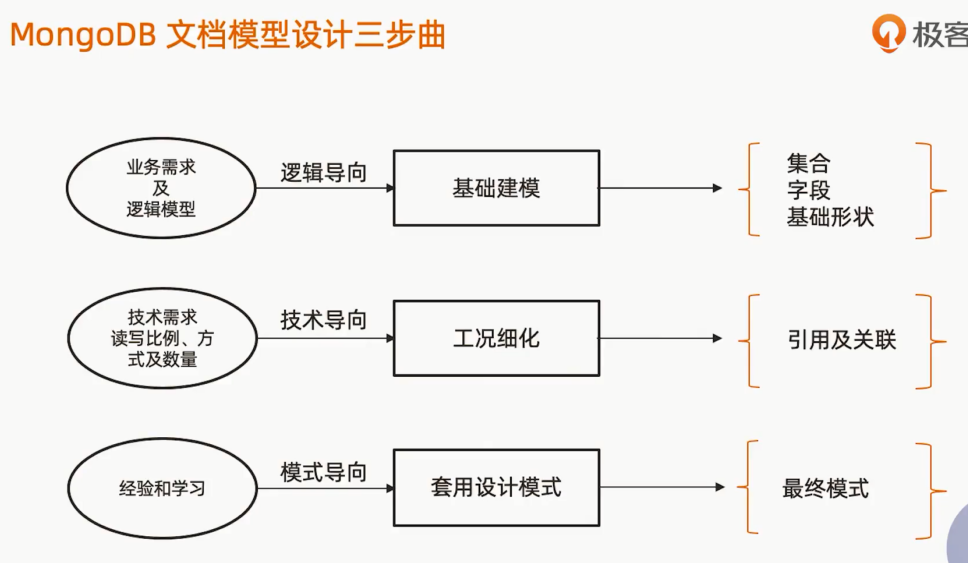 MongoDB 文档模型设计三步曲
极客
业务需求
及
逻辑模型
逻辑导向
基础建模
集合
字段
基础形状
技术需求
读写比例、方
式及数量
技术导向
工况细化
引用及关联
经验和学习
模式导向
套用设计模式
最终模式